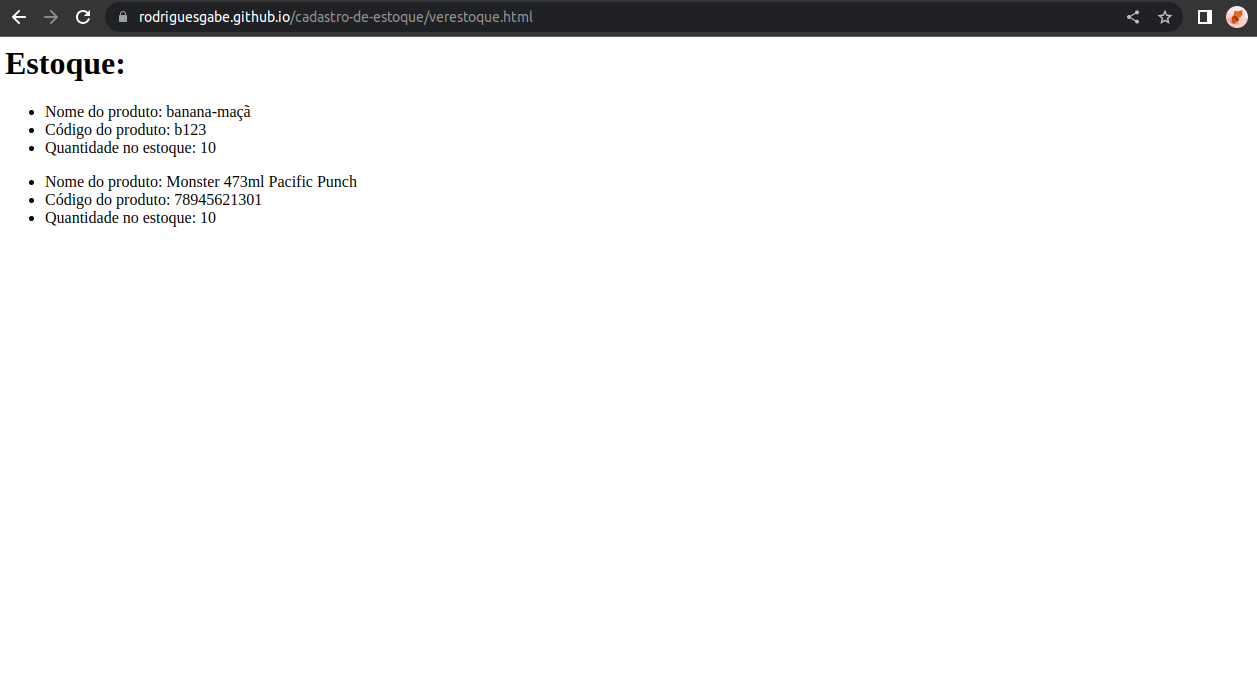 rodriguesgabe.github.io/cadastro-de-estoque/verestoque.html
Estoque:
Nome do produto: banana-maçã
Código do produto: b123
Quantidade no estoque: 10
Nome do produto: Monster 473ml Pacific Punch
Código do produto: 78945621301
Quantidade no estoque: 10